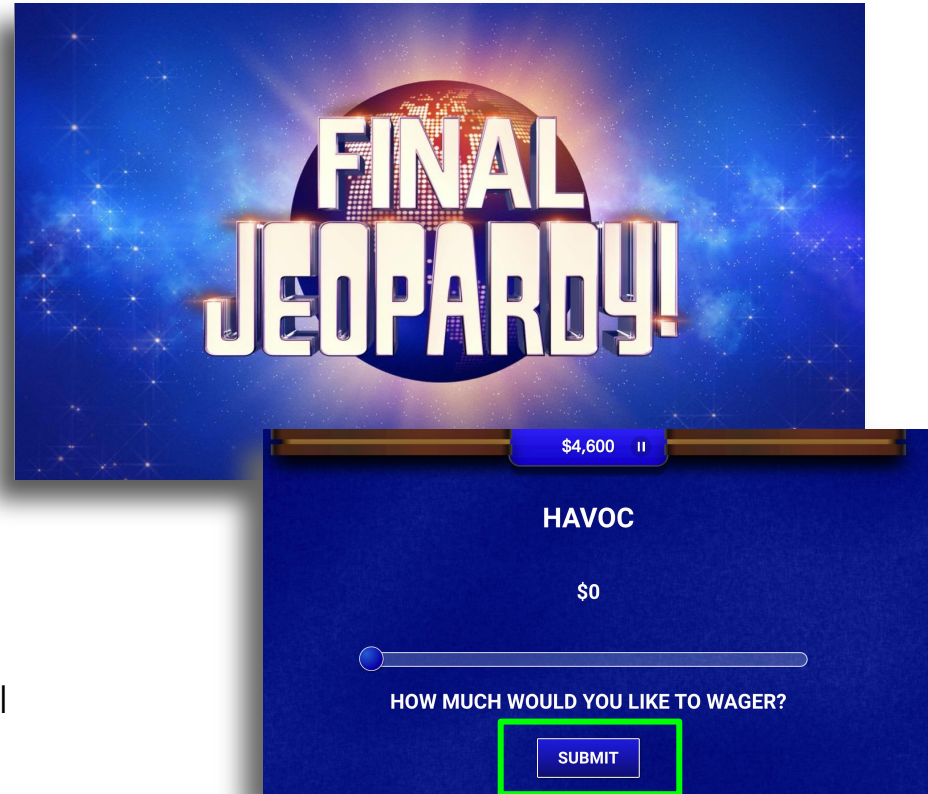 FINAL
JEOPARDY!
$4,600
HAVOC
$0
HOW MUCH WOULD YOU LIKE TO WAGER?
SUBMIT